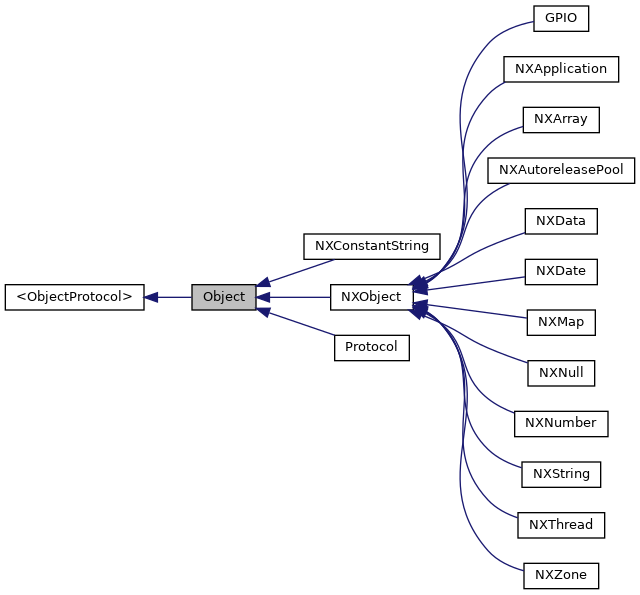 GPIO
NXApplication
NXArray
NXAutoreleasePool
NXData
NXConstantString
NXDate
<ObjectProtocol>
Object
NXObject
NXMap
Protocol
NXNull
NXNumber
NXString
NXThread
NXZone